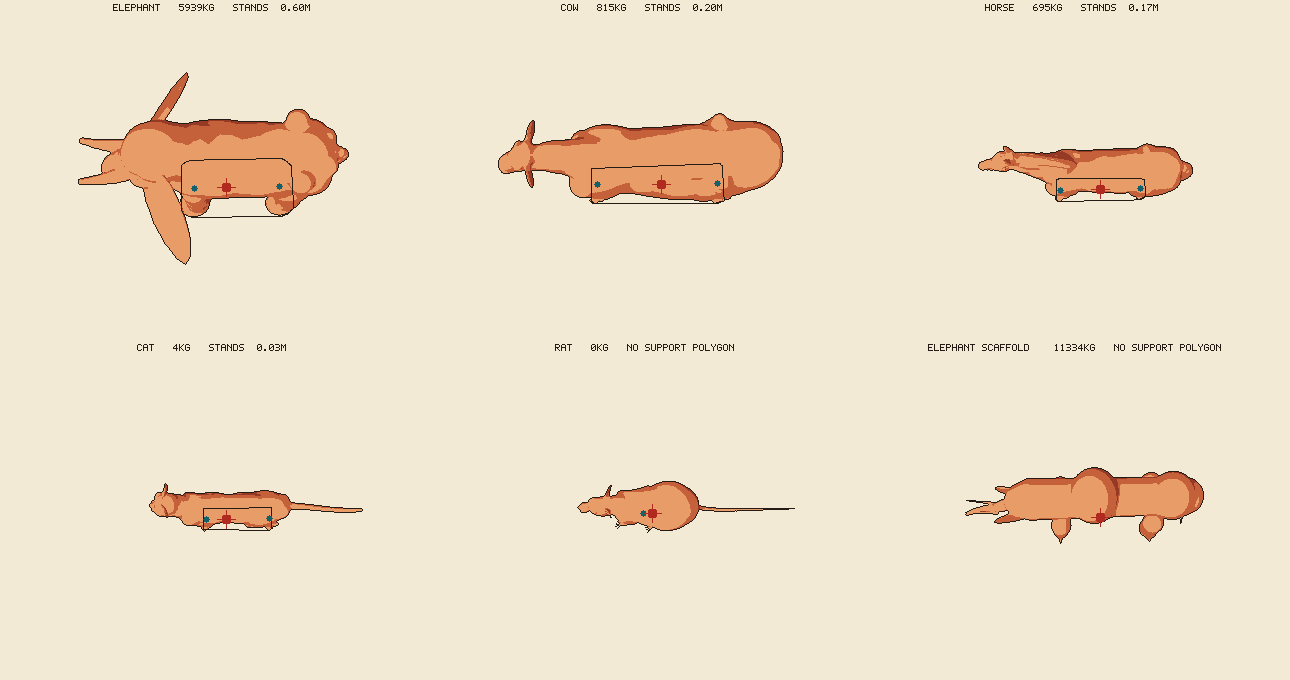 ELEPHANT 5939KG STANDS 0.60M
COW 815KG STANDS 0.20M
HORSE 695KG STANDS 0.17M
CAT 4KG STANDS 0.03M
RAT 0KG NO SUPPORT POLYGON
ELEPHANT SCAFFOLD 11334KG NO SUPPORT POLYGON